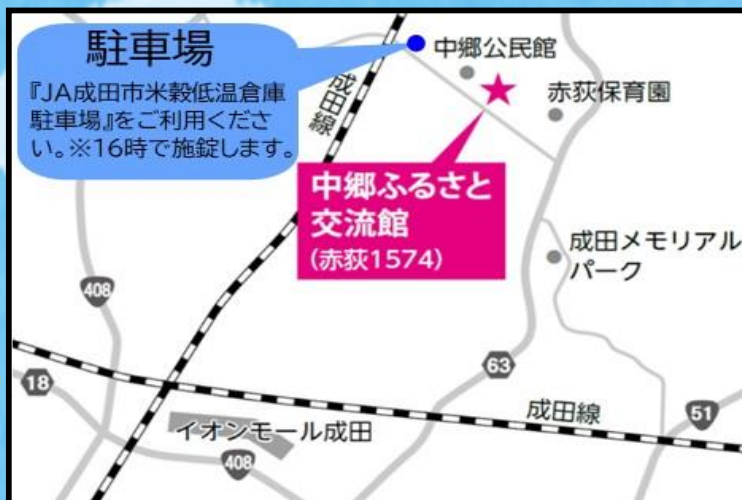 駐車場
『JA成田市米穀低温倉庫
駐車場』をご利用くださ
い。※16時で施錠します。
成田線
中郷公民館
赤荻保育園
中郷ふるさと
交流館
(赤荻1574)
成田メモリアル
パーク
408
18
63
成田線
51
イオンモール成田
408